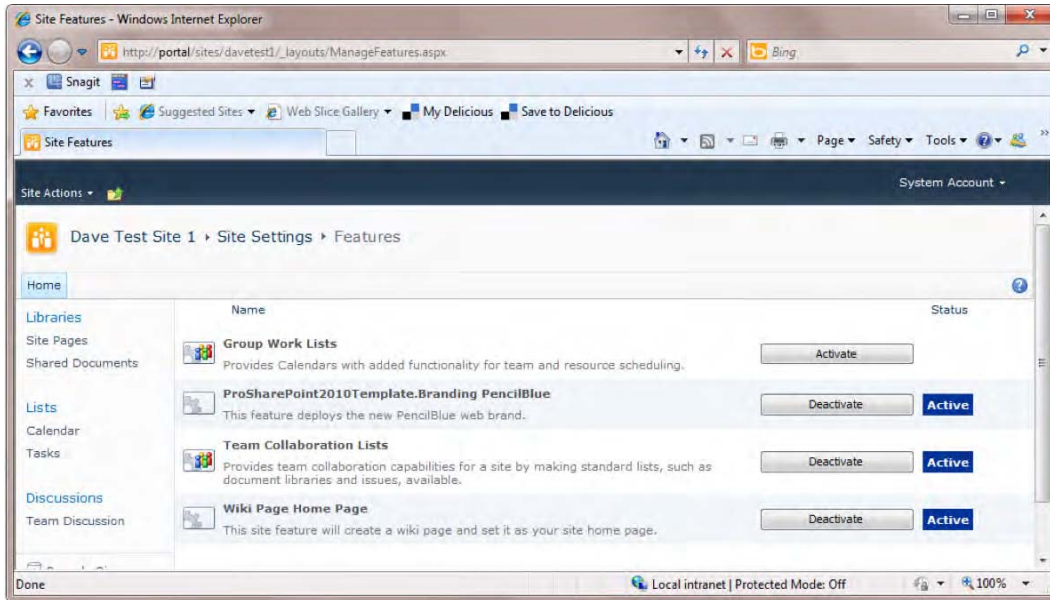 Site Features - Windows Internet Explorer
http://portal/sites/davetest1/_layouts/ManageFeatures.aspx
Bing
x Snagit
Favorites Suggested Sites Web Slice Gallery My Delicious Save to Delicious
Site Features Page Safety Tools
Site Actions System Account
Dave Test Site 1 Site Settings Features
Home
Libraries
Site Pages
Shared Documents
Lists
Calendar
Tasks
Discussions
Team Discussion
Name Status
Group Work Lists
Provides Calendars with added functionality for team and resource scheduling.
Activate
ProSharePoint2010Template.Branding PencilBlue
This feature deploys the new PencilBlue web brand.
Deactivate Active
Team Collaboration Lists
Provides team collaboration capabilities for a site by making standard lists, such as
document libraries and issues, available.
Deactivate Active
Wiki Page Home Page
This site feature will create a wiki page and set it as your site home page.
Deactivate Active
Done Local intranet | Protected Mode: Off 100%